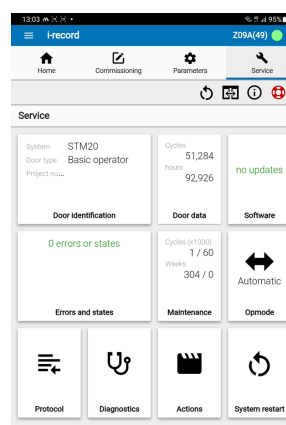 13:03
95%
i-record
Z09A(49)
Home
Commissioning
Parameters
Service
Service
System STM20
Door type Basic operator
Project nu...
Door identification
Cycles
51,284
hours
92,926
Door data
no updates
Software
0 errors or states
Errors and states
Cycles (x1000)
1 / 60
Weeks
304 / 0
Maintenance
Automatic
Opmode
Protocol
Diagnostics
Actions
System restart